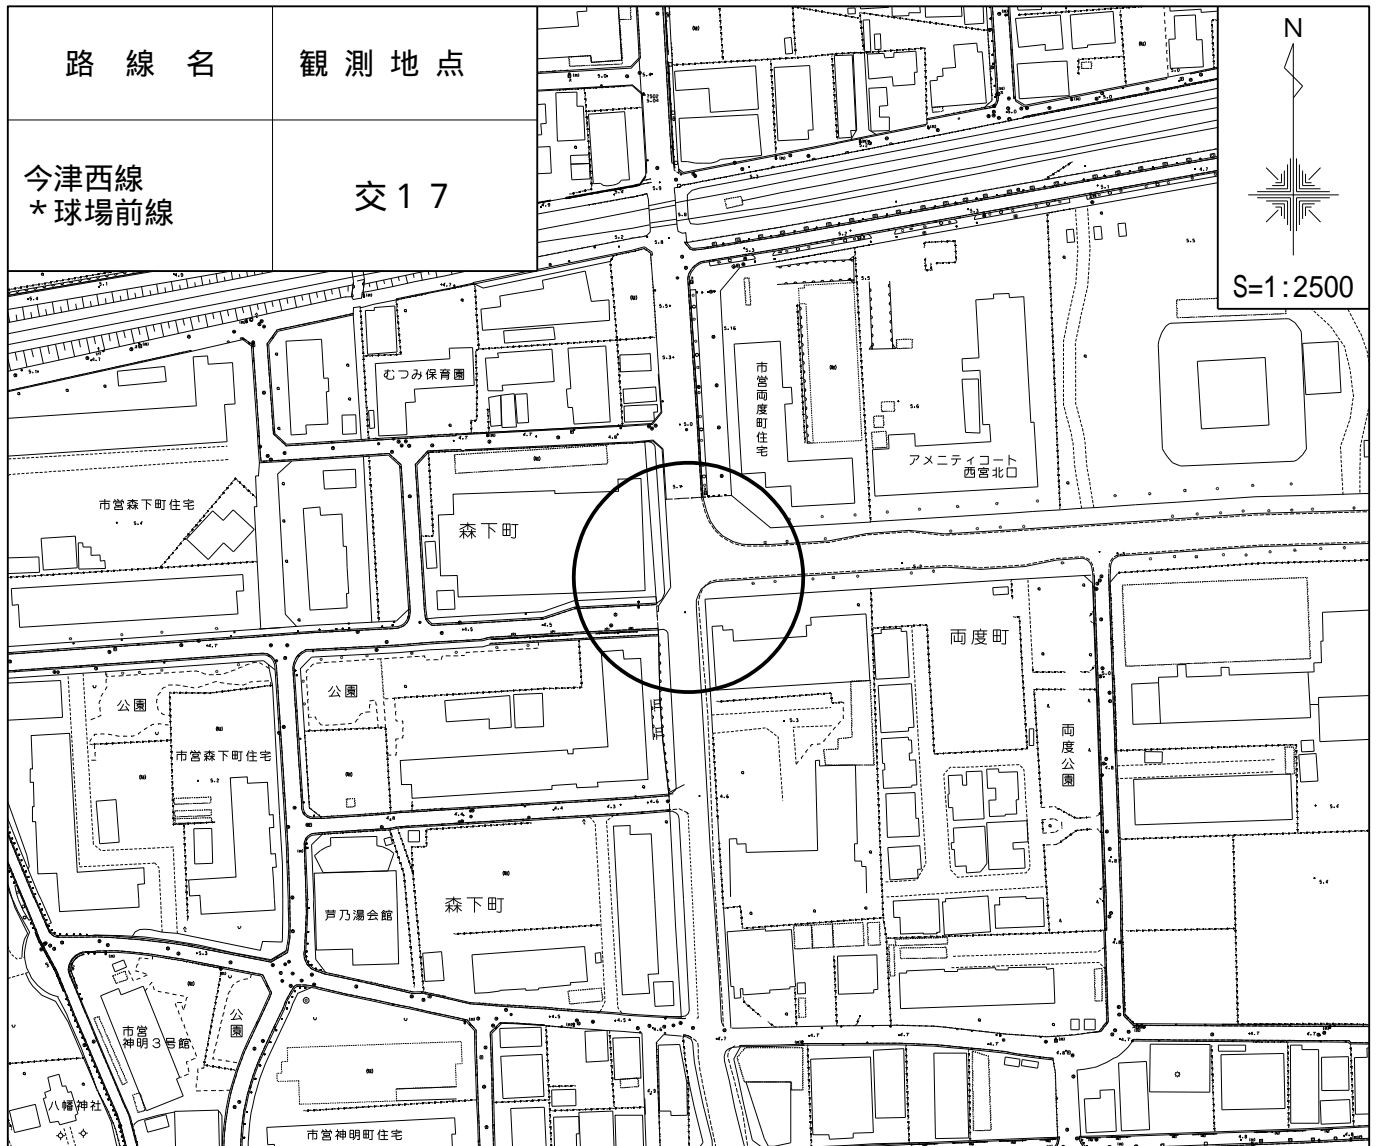 路線名
観測地点
今津西線
*球場前線
交17
N
S=1:2500
むつみ保育園
市営両度町住宅
アメニティコート
西宮北口
市営森下町住宅
森下町
両度町
公園
公園
市営森下町住宅
両度公園
芦乃湯会館
森下町
公園
市営
神明3号館
八幡神社
市営神明町住宅